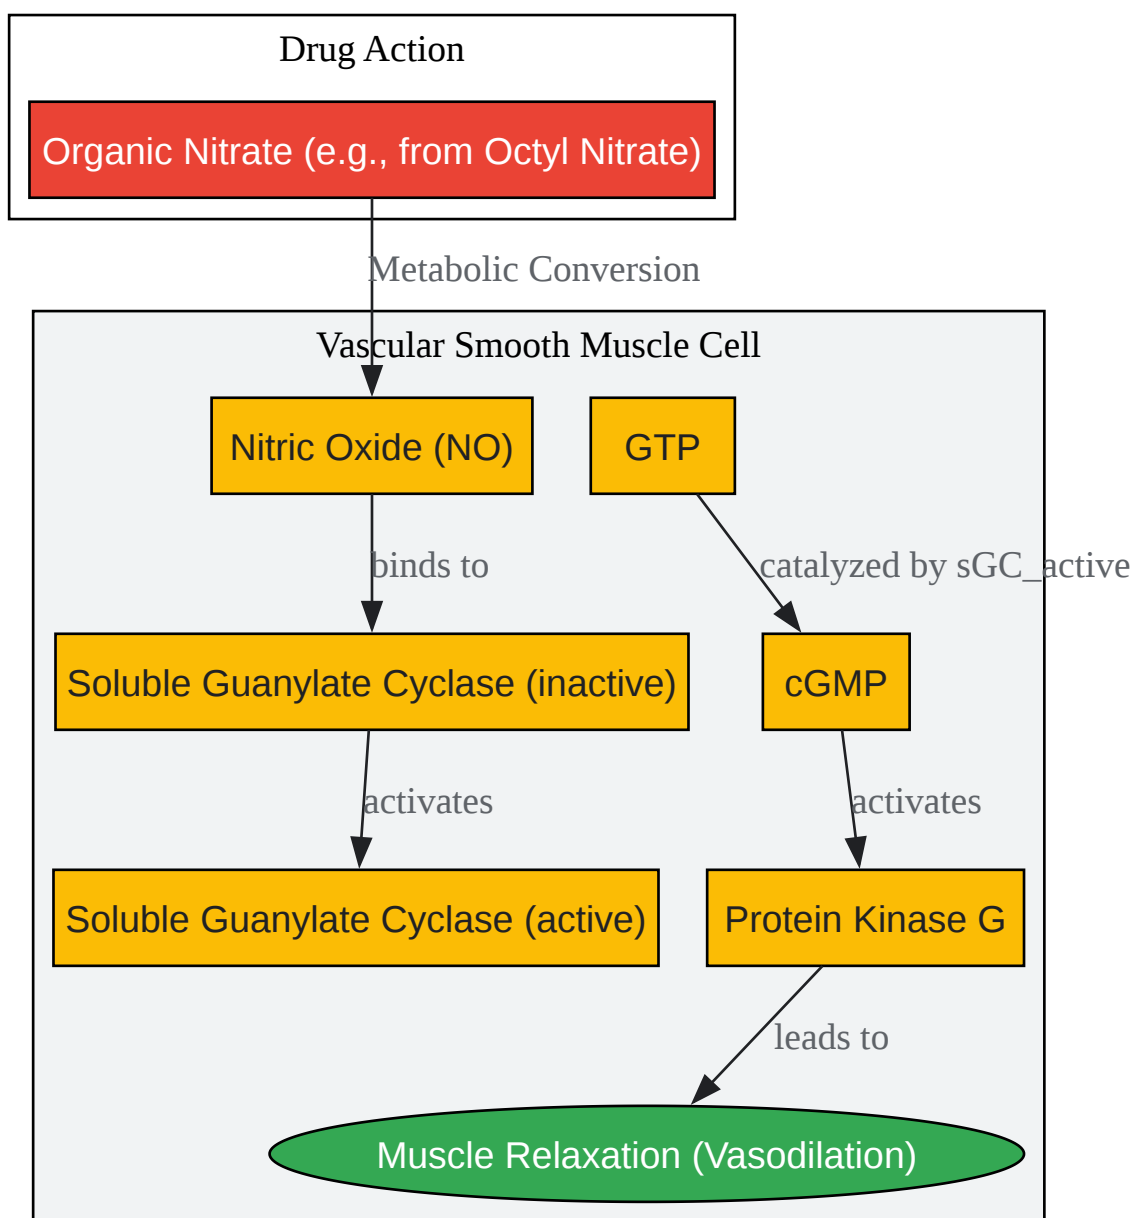 Drug Action
Organic Nitrate (e.g., from Octyl Nitrate)
Metabolic Conversion
Vascular Smooth Muscle Cell
Nitric Oxide (NO)
GTP
binds to
catalyzed by sGC_active
Soluble Guanylate Cyclase (inactive)
cGMP
activates
activates
Soluble Guanylate Cyclase (active)
Protein Kinase G
leads to
Muscle Relaxation (Vasodilation)